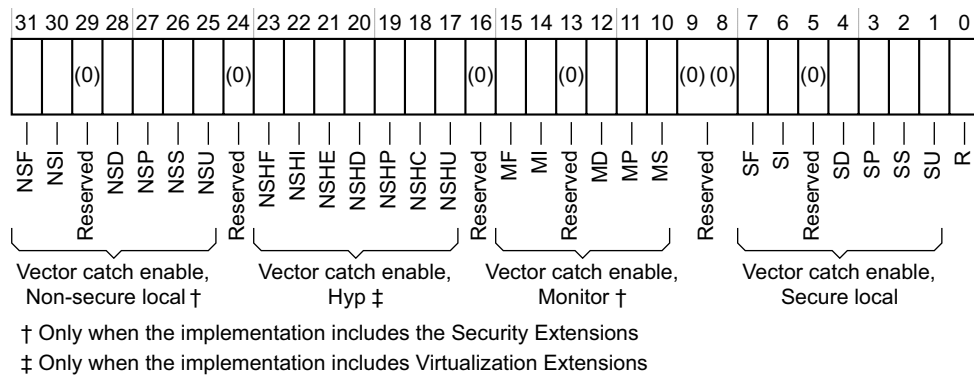 31 30 29 28 27 26 25 24 23 22 21 20 19 18 17 16 15 14 13 12 11 10 9 8 7 6 5 4 3 2 1 0
(0) (0) (0) (0) (0) (0) (0)
NSF NSI Reserved NSD NSP NSS NSU Reserved NSHF NSHI NSHE NSHD NSHP NSHC NSHU Reserved MF MI Reserved MD MP MS Reserved SF SI Reserved SD SP SS SU R
Vector catch enable, Vector catch enable, Vector catch enable, Vector catch enable,
Non-secure local † Hyp ‡ Monitor † Secure local
† Only when the implementation includes the Security Extensions
‡ Only when the implementation includes Virtualization Extensions